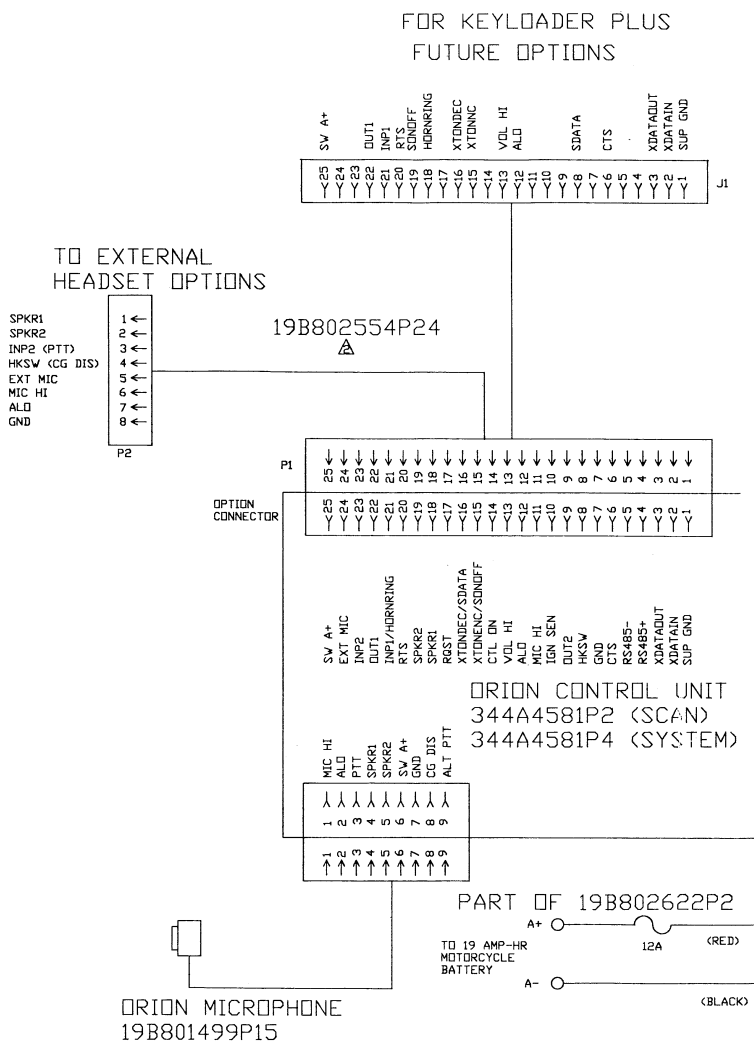 FOR KEYLOADER PLUS
FUTURE OPTIONS
SW A+
OUT1
INP1
RTS
SONOFF
HORNRING
XTONDEC
XTONNC
VOL HI
ALO
SDATA
CTS
XDATAOUT
XDATAIN
SUP GND
25 24 23 22 21 20 19 18 17 16 15 14 13 12 11 10 9 8 7 6 5 4 3 2 1
J1
TO EXTERNAL
HEADSET OPTIONS
SPKR1 1
SPKR2 2
INP2 (PTT) 3
HKSW (CG DIS) 4
EXT MIC 5
MIC HI 6
ALO 7
GND 8
P2
19B802554P24
2
P1
25 24 23 22 21 20 19 18 17 16 15 14 13 12 11 10 9 8 7 6 5 4 3 2 1
OPTION
CONNECTOR
25 24 23 22 21 20 19 18 17 16 15 14 13 12 11 10 9 8 7 6 5 4 3 2 1
SW A+
EXT MIC
INP2
OUT1
INP1/HORNRING
RTS
SPKR2
SPKR1
RQST
XTONDEC/SDATA
XTONENC/SONOFF
CTL ON
VOL HI
ALO
MIC HI
IGN SEN
OUT2
HKSW
GND
CTS
RS485-
RS485+
XDATAOUT
XDATAIN
SUP GND
ORION CONTROL UNIT
344A4581P2 (SCAN)
344A4581P4 (SYSTEM)
MIC HI
ALO
PTT
SPKR1
SPKR2
SW A+
GND
CG DIS
ALT PTT
1 2 3 4 5 6 7 8 9
1 2 3 4 5 6 7 8 9
PART OF 19B802622P2
A+
12A
(RED)
TO 19 AMP-HR
MOTORCYCLE
BATTERY
A-
(BLACK)
ORION MICROPHONE
19B801499P15